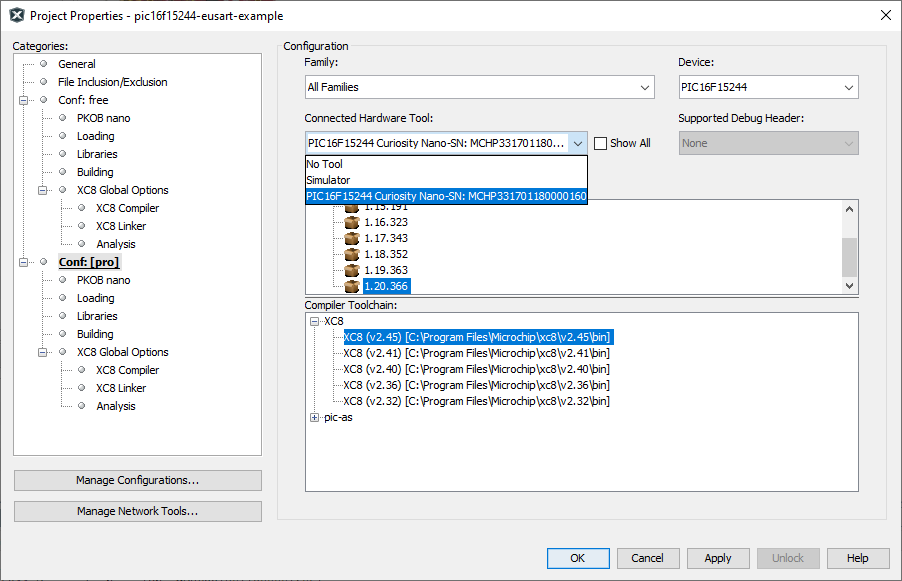 Project Properties - pic16f15244-eusart-example
Categories:
General
File Inclusion/Exclusion
Conf: free
PKOB nano
Loading
Libraries
Building
XC8 Global Options
XC8 Compiler
XC8 Linker
Analysis
Conf: [pro]
PKOB nano
Loading
Libraries
Building
XC8 Global Options
XC8 Compiler
XC8 Linker
Analysis
Manage Configurations...
Manage Network Tools...
Configuration
Family:
Device:
All Families
PIC16F15244
Connected Hardware Tool:
Supported Debug Header:
PIC16F15244 Curiosity Nano-SN: MCHP331701180...
Show All
None
No Tool
Simulator
PIC16F15244 Curiosity Nano-SN: MCHP331701180000160
1.15.191
1.16.323
1.17.343
1.18.352
1.19.363
1.20.366
Compiler Toolchain:
XC8
XC8 (v2.45) [C:\Program Files\Microchip\xc8\v2.45\bin]
XC8 (v2.41) [C:\Program Files\Microchip\xc8\v2.41\bin]
XC8 (v2.40) [C:\Program Files\Microchip\xc8\v2.40\bin]
XC8 (v2.36) [C:\Program Files\Microchip\xc8\v2.36\bin]
XC8 (v2.32) [C:\Program Files\Microchip\xc8\v2.32\bin]
pic-as
OK
Cancel
Apply
Unlock
Help